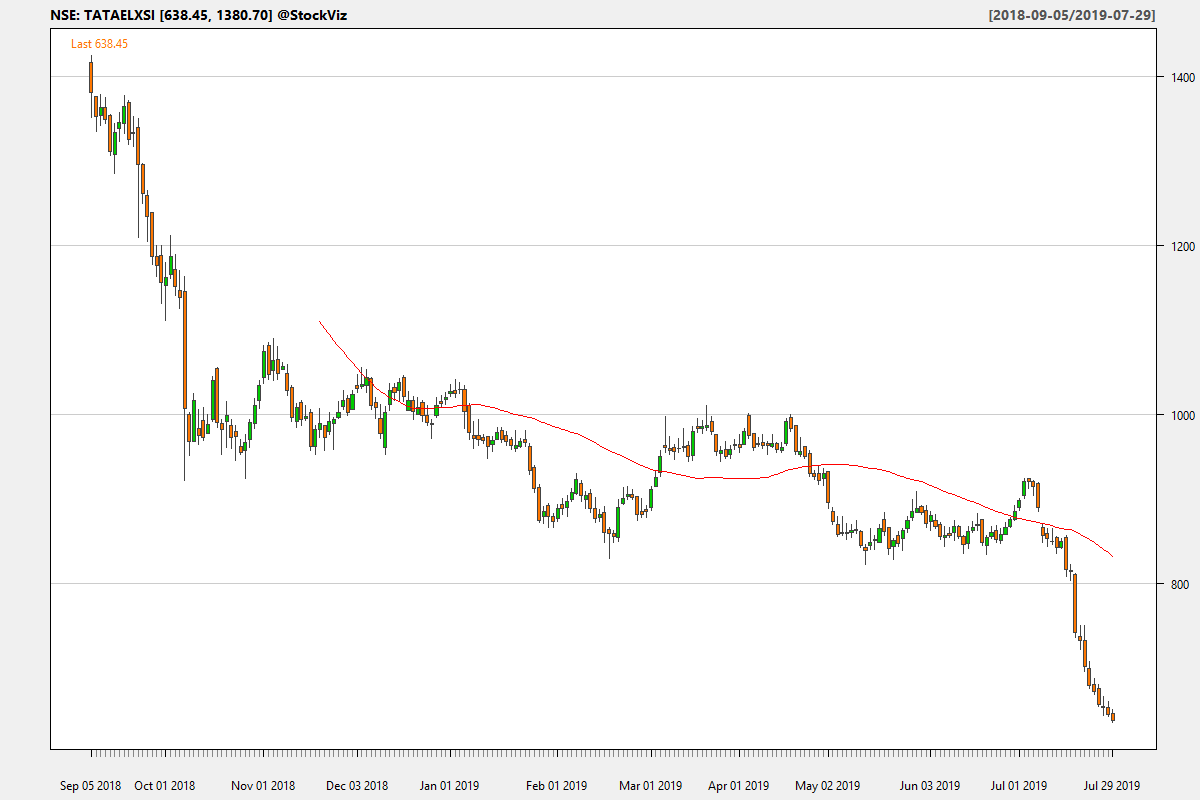 NSE: TATAELXSI [638.45, 1380.70] @StockViz
[2018-09-05/2019-07-29]
Last 638.45
1400
1200
1000
800
Sep 05 2018 Oct 01 2018 Nov 01 2018 Dec 03 2018 Jan 01 2019 Feb 01 2019 Mar 01 2019 Apr 01 2019 May 02 2019 Jun 03 2019 Jul 01 2019 Jul 29 2019